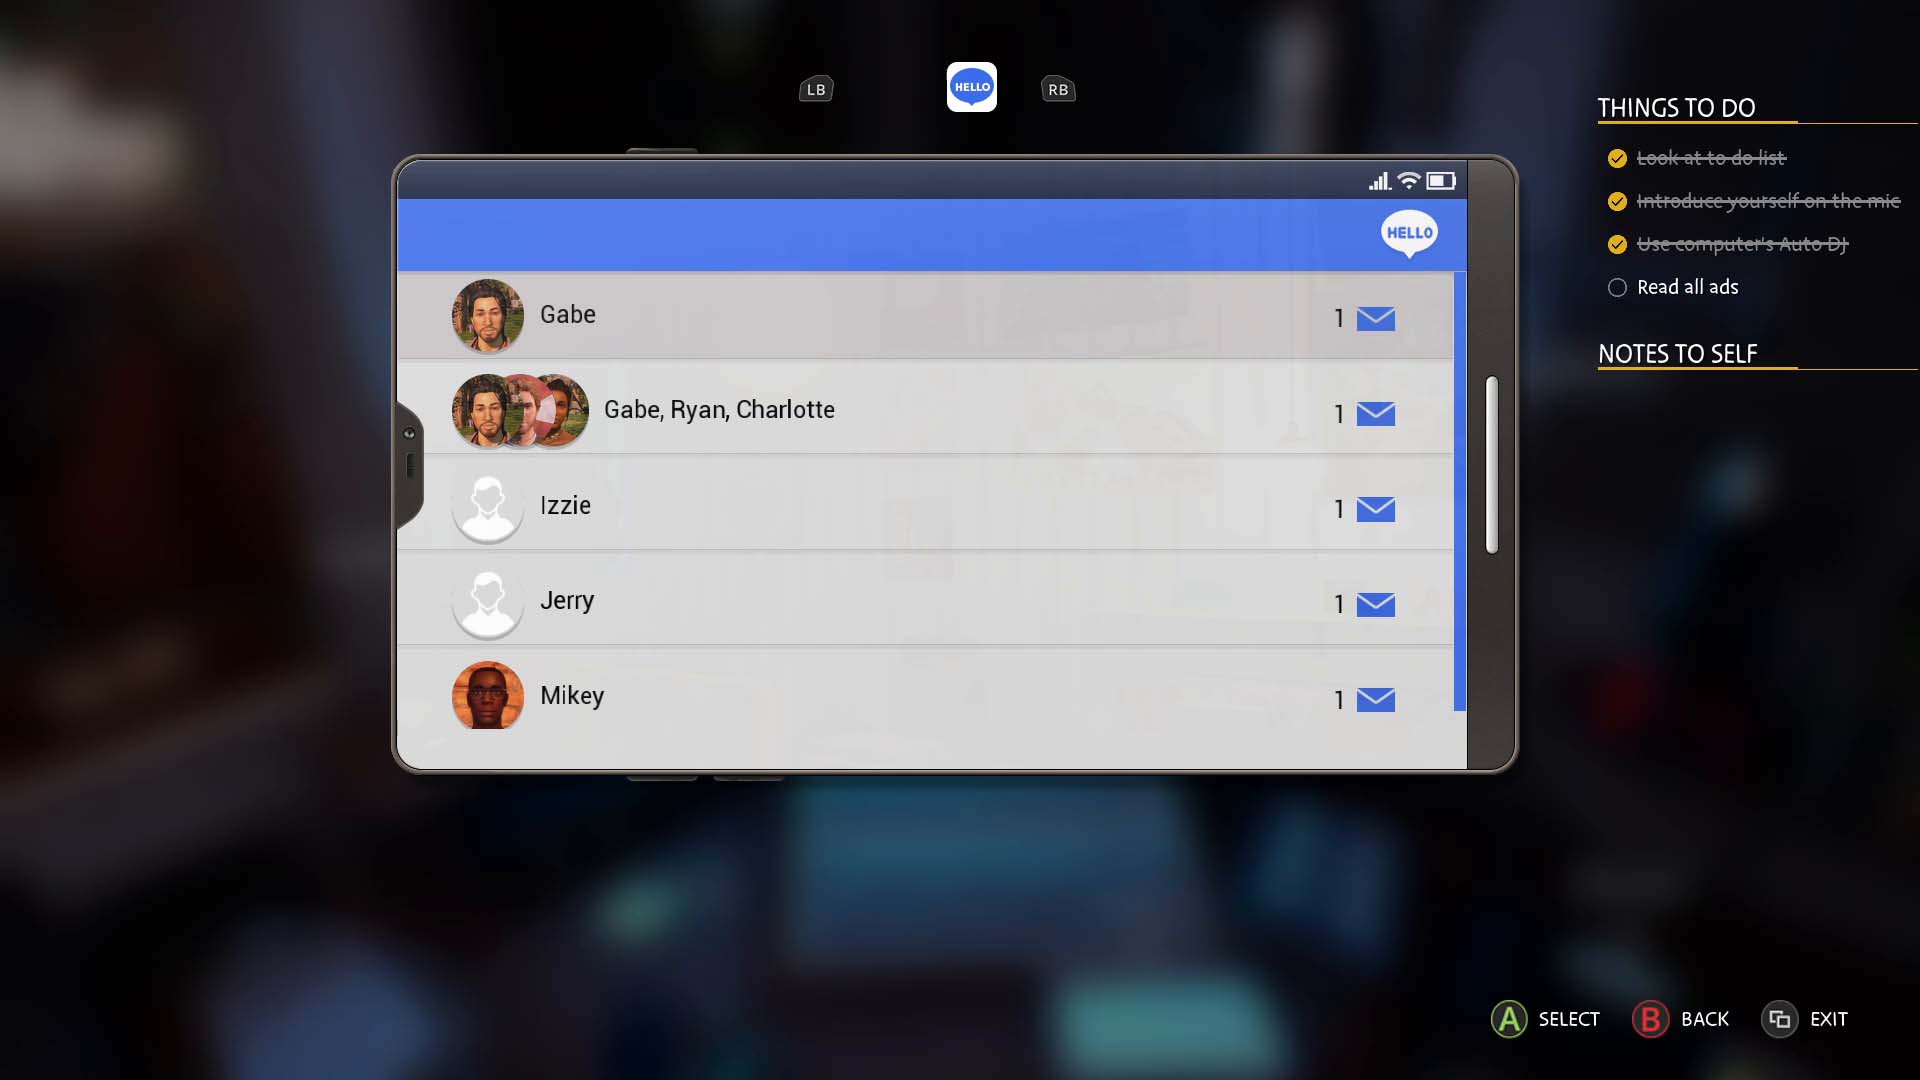 LB
HELLO
RB
THINGS TO DO
Look at to do list
Introduce yourself on the mic
Use computer's Auto DJ
Read all ads
NOTES TO SELF
HELLO
Gabe
1
Gabe, Ryan, Charlotte
1
Izzie
1
Jerry
1
Mikey
1
A SELECT
B BACK
EXIT